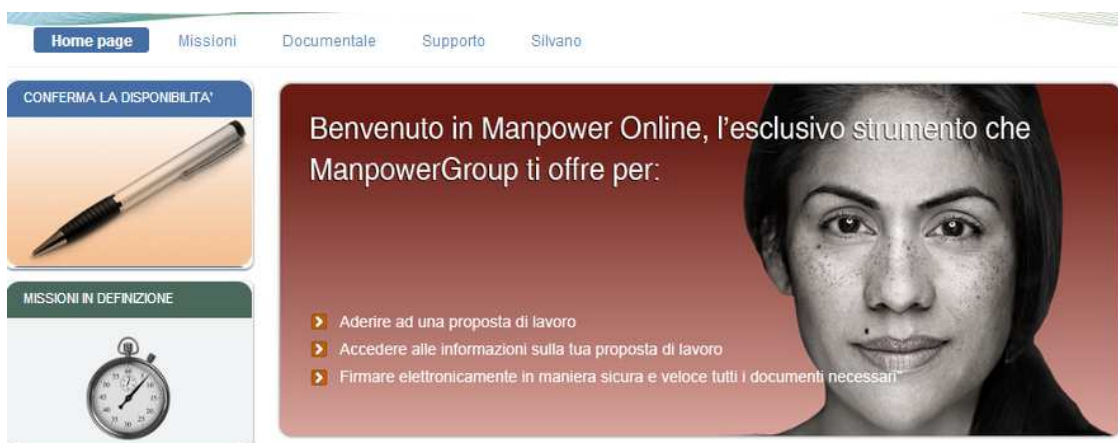 Home page Missioni Documentale Supporto Silvano
CONFERMA LA DISPONIBILITA'
Benvenuto in Manpower Online, l'esclusivo strumento che
ManpowerGroup ti offre per:
MISSIONI IN DEFINIZIONE
Aderire ad una proposta di lavoro
Accedere alle informazioni sulla tua proposta di lavoro
Firmare elettronicamente in maniera sicura e veloce tutti i documenti necessari